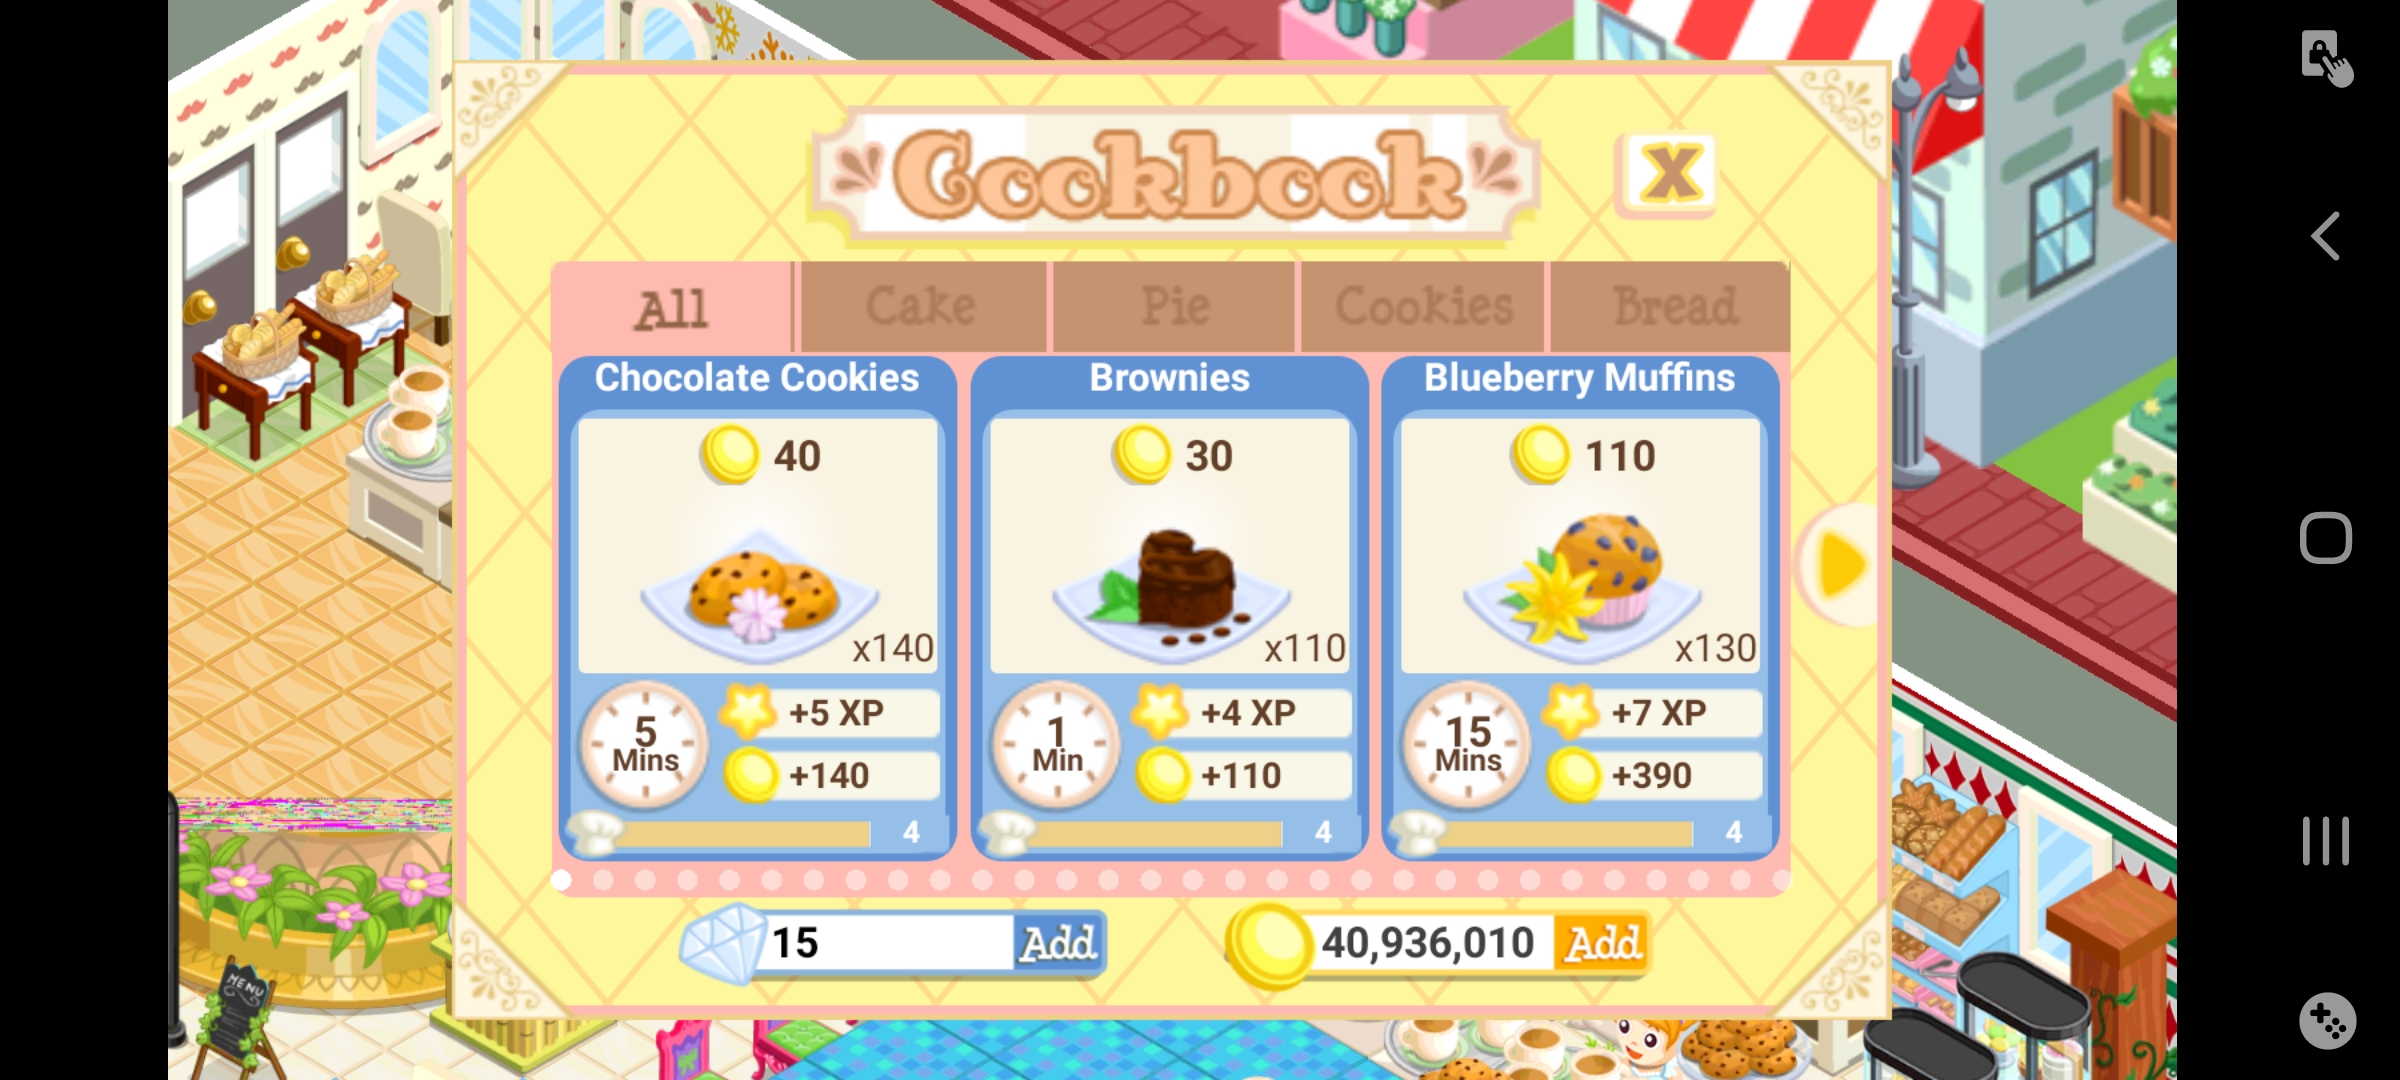 Cookbook
X
All Cake Pie Cookies Bread
Chocolate Cookies
40
x140
5 Mins
+5 XP
+140
4
Brownies
30
x110
1 Min
+4 XP
+110
4
Blueberry Muffins
110
x130
15 Mins
+7 XP
+390
4
15 Add
40,936,010 Add
MENU